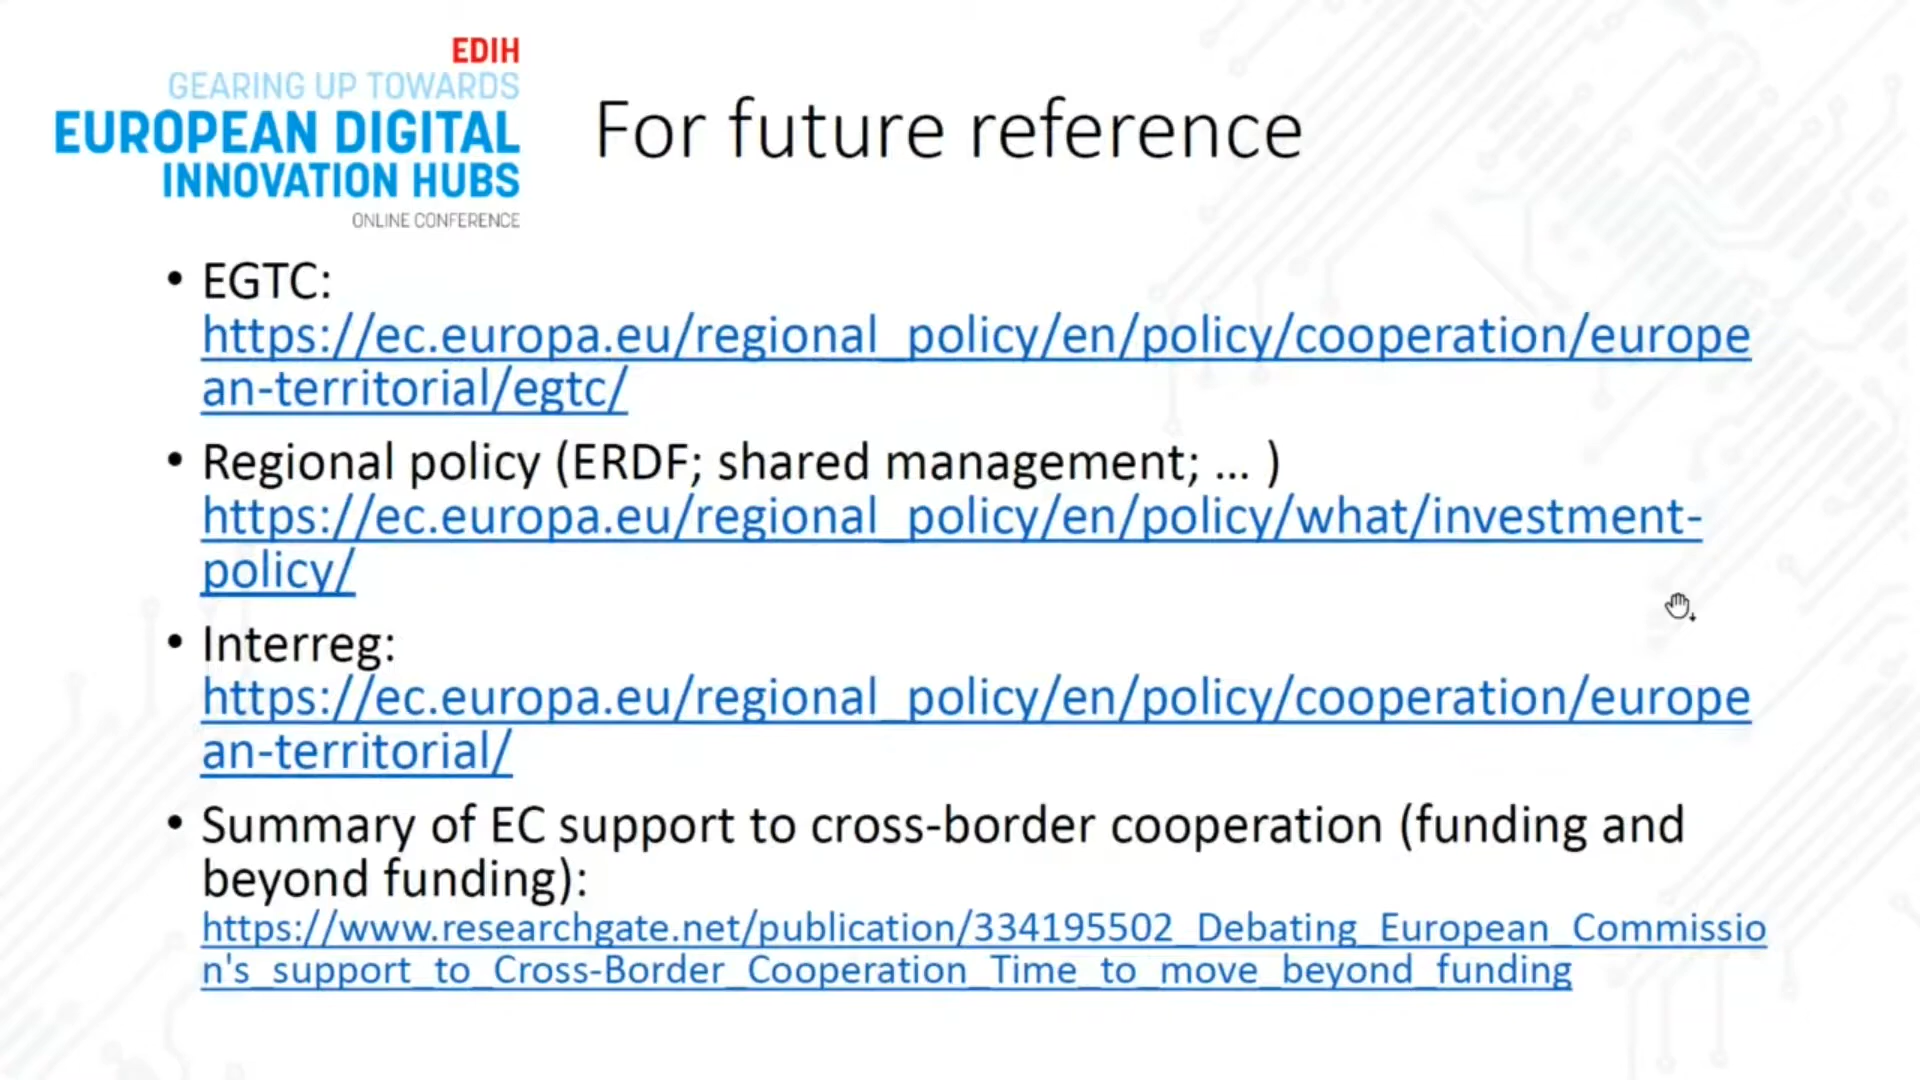 EDIH
GEARING UP TOWARDS
EUROPEAN DIGITAL
INNOVATION HUBS
ONLINE CONFERENCE
For future reference
• EGTC:
https://ec.europa.eu/regional_policy/en/policy/cooperation/europe
an-territorial/egtc/
• Regional policy (ERDF; shared management; ... )
https://ec.europa.eu/regional_policy/en/policy/what/investment-
policy/
• Interreg:
https://ec.europa.eu/regional_policy/en/policy/cooperation/europe
an-territorial/
• Summary of EC support to cross-border cooperation (funding and
beyond funding):
https://www.researchgate.net/publication/334195502_Debating_European_Commissio
n's_support_to_Cross-Border_Cooperation_Time_to_move_beyond_funding